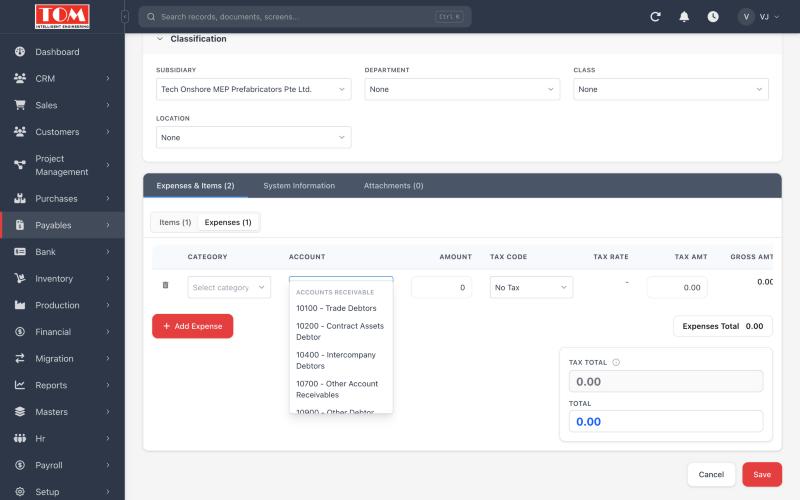 TOM
INTELLIGENT ENGINEERING
Search records, documents, screens...
Ctrl K
V
VJ
Dashboard
CRM
Sales
Customers
Project
Management
Purchases
Payables
Bank
Inventory
Production
Financial
Migration
Reports
Masters
Hr
Payroll
Setup
Classification
SUBSIDIARY
DEPARTMENT
CLASS
Tech Onshore MEP Prefabricators Pte Ltd.
None
None
LOCATION
None
Expenses & Items (2)
System Information
Attachments (0)
Items (1)
Expenses (1)
CATEGORY
ACCOUNT
AMOUNT
TAX CODE
TAX RATE
TAX AMT
GROSS AMT
Select category
0
No Tax
-
0.00
0.00
ACCOUNTS RECEIVABLE
10100 - Trade Debtors
10200 - Contract Assets
Debtor
10400 - Intercompany
Debtors
10700 - Other Account
Receivables
10900 - Other Debtor
+ Add Expense
Expenses Total 0.00
TAX TOTAL
0.00
TOTAL
0.00
Cancel
Save